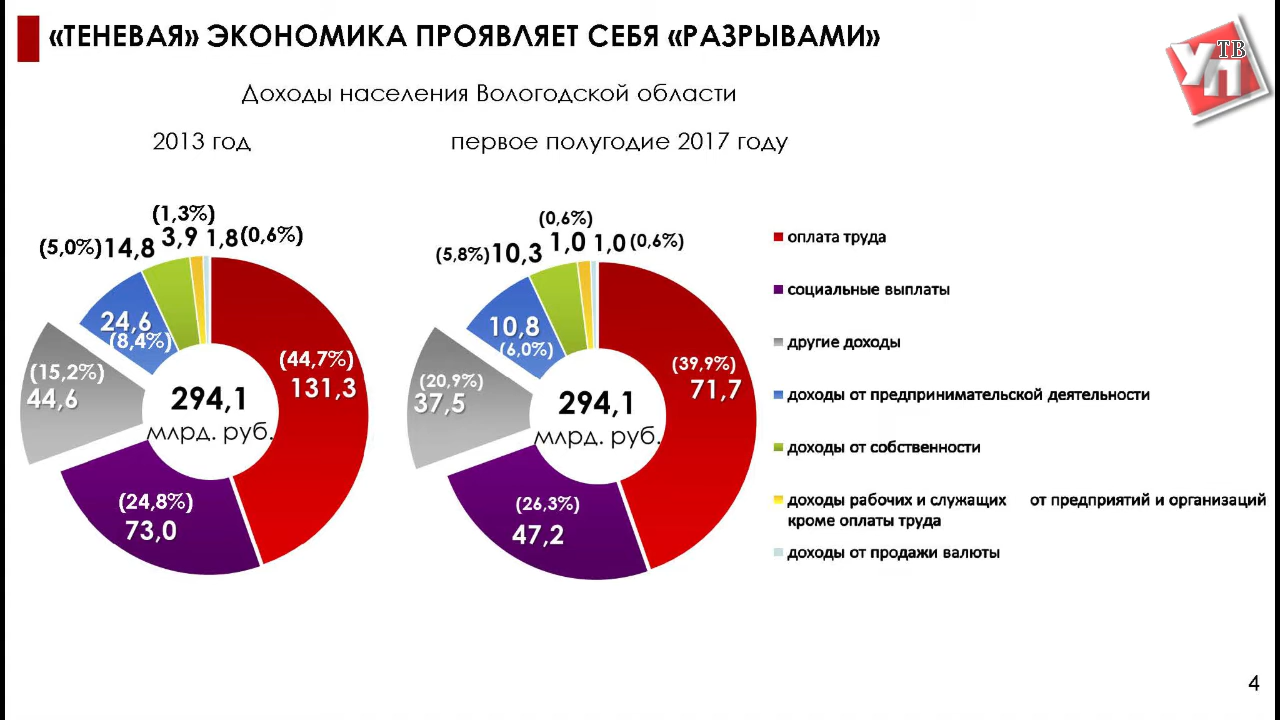 «ТЕНЕВАЯ» ЭКОНОМИКА ПРОЯВЛЯЕТ СЕБЯ «РАЗРЫВАМИ»
УП ТВ
Доходы населения Вологодской области
2013 год
первое полугодие 2017 году
(1,3%)
(5,0%) 14,8 3,9 1,8 (0,6%)
24,6
(8,4%)
(15,2%)
44,6
(44,7%)
131,3
294,1
млрд. руб.
(24,8%)
73,0
(0,6%)
(5,8%) 10,3 1,0 1,0 (0,6%)
10,8
(6,0%)
(20,9%)
37,5
(39,9%)
71,7
294,1
млрд. руб.
(26,3%)
47,2
оплата труда
социальные выплаты
другие доходы
доходы от предпринимательской деятельности
доходы от собственности
доходы рабочих и служащих от предприятий и организаций
кроме оплаты труда
доходы от продажи валюты
4